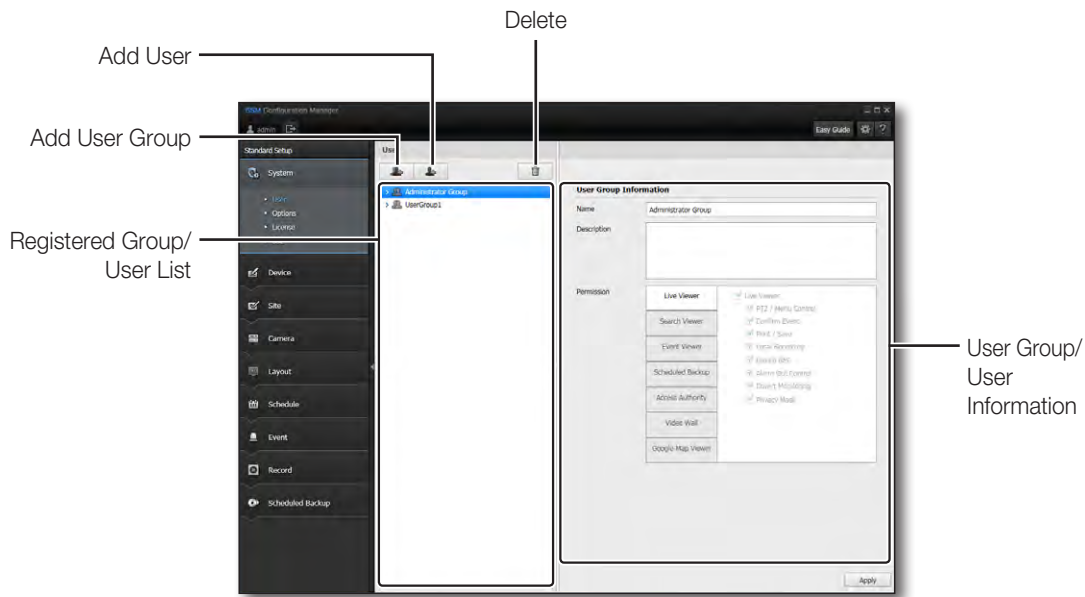 Delete
Add User
Add User Group
Registered Group/
User List
User Group/
User
Information
SSM Configuration Manager
admin
Easy Guide
?
Standard Setup
System
User
Options
License
Device
Site
Camera
Layout
Schedule
Event
Record
Scheduled Backup
Administrator Group
UserGroup1
User Group Information
Name
Administrator Group
Description
Permission
Live Viewer
Search Viewer
Event Viewer
Scheduled Backup
Access Authority
Video Wall
Google Map Viewer
Live Viewer
PTZ / Menu Control
Confirm Event
Print / Save
Local Recording
Alarm Out Control
Covert Monitoring
Privacy Mask
Apply